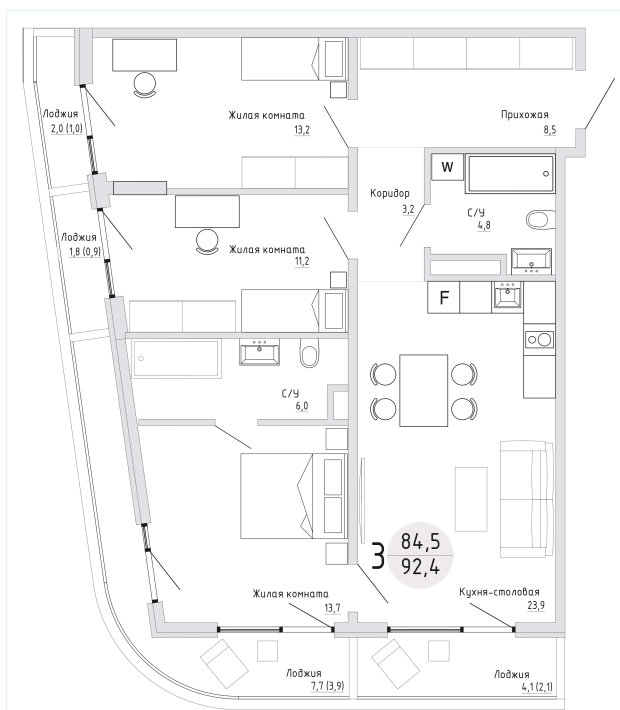 Лоджия
2,0 (1,0)
Жилая комната
13,2
Прихожая
8,5
W
Коридор
3,2
С/У
4,8
Лоджия
1,8 (0,9)
Жилая комната
11,2
F
С/У
6,0
3
84,5
92,4
Жилая комната
13,7
Кухня-столовая
23,9
Лоджия
7,7 (3,9)
Лоджия
4,1 (2,1)